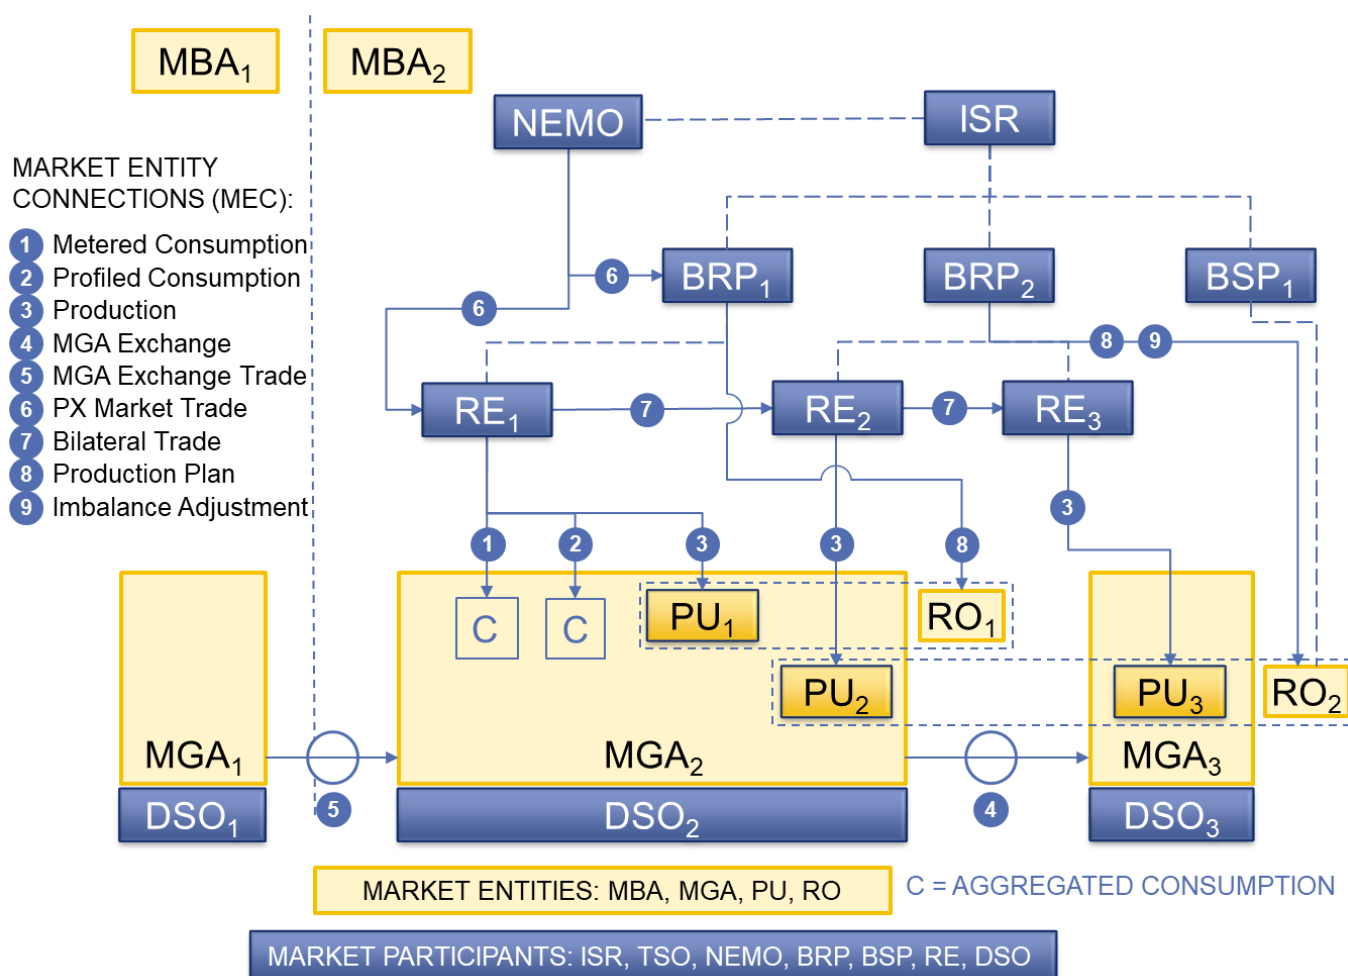 MBA₁
MBA₂
NEMO
ISR
MARKET ENTITY
CONNECTIONS (MEC):
1 Metered Consumption
2 Profiled Consumption
3 Production
4 MGA Exchange
5 MGA Exchange Trade
6 PX Market Trade
7 Bilateral Trade
8 Production Plan
9 Imbalance Adjustment
6
BRP₁
BRP₂
BSP₁
6
8
9
RE₁
7
RE₂
7
RE₃
3
1
2
3
3
8
C
C
PU₁
RO₁
PU₂
PU₃
RO₂
MGA₁
MGA₂
MGA₃
DSO₁
5
DSO₂
4
DSO₃
MARKET ENTITIES: MBA, MGA, PU, RO
C = AGGREGATED CONSUMPTION
MARKET PARTICIPANTS: ISR, TSO, NEMO, BRP, BSP, RE, DSO